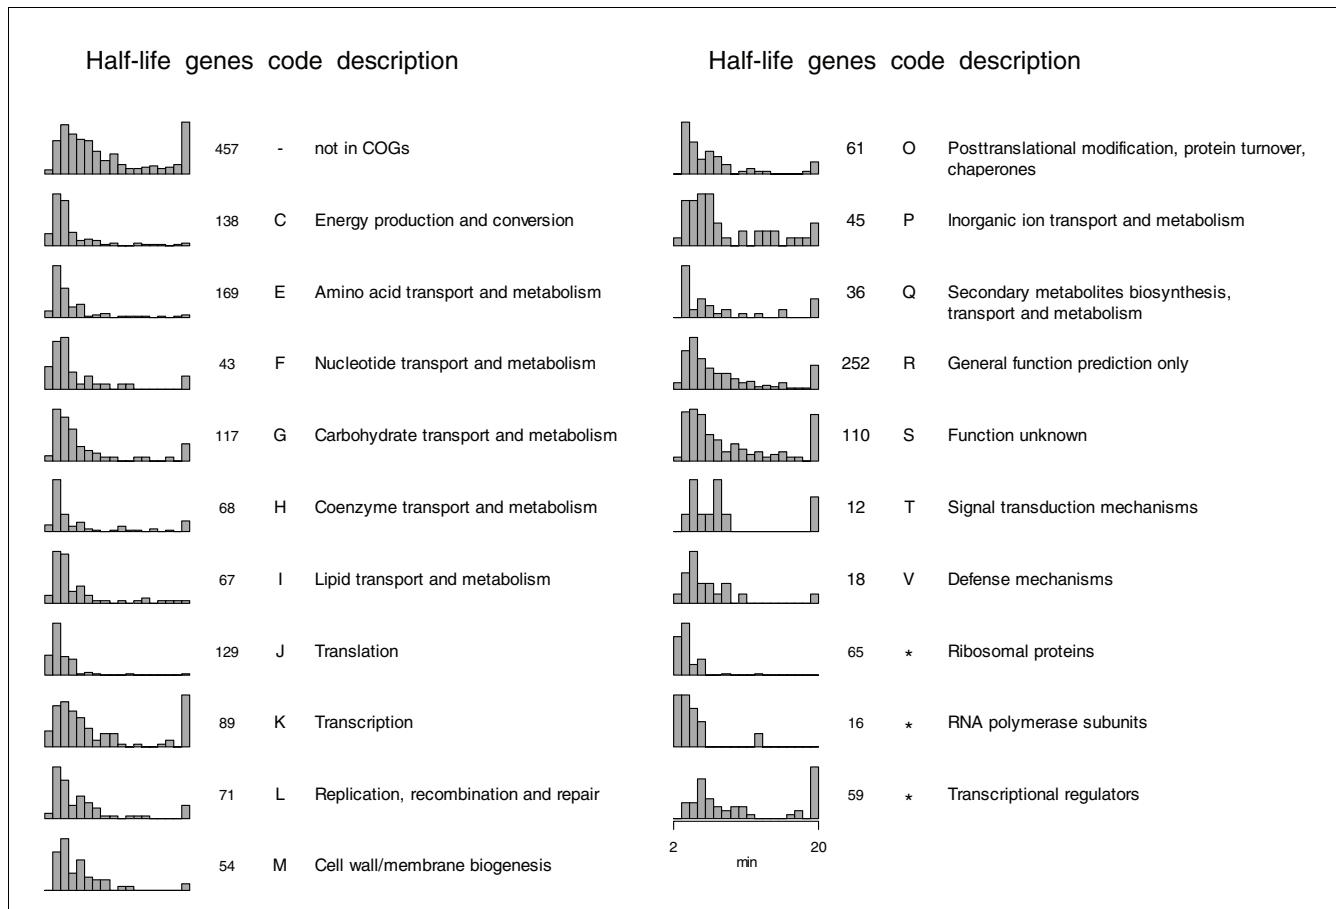 Half-life genes code description
457 - not in COGs
138 C Energy production and conversion
169 E Amino acid transport and metabolism
43 F Nucleotide transport and metabolism
117 G Carbohydrate transport and metabolism
68 H Coenzyme transport and metabolism
67 I Lipid transport and metabolism
129 J Translation
89 K Transcription
71 L Replication, recombination and repair
54 M Cell wall/membrane biogenesis
Half-life genes code description
61 O Posttranslational modification, protein turnover,
chaperones
45 P Inorganic ion transport and metabolism
36 Q Secondary metabolites biosynthesis,
transport and metabolism
252 R General function prediction only
110 S Function unknown
12 T Signal transduction mechanisms
18 V Defense mechanisms
65 * Ribosomal proteins
16 * RNA polymerase subunits
59 * Transcriptional regulators
2 20
min